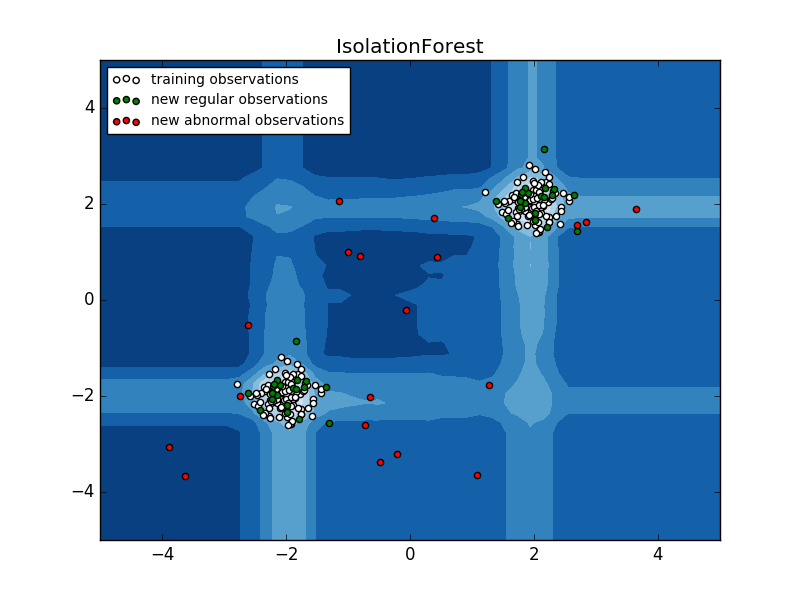 IsolationForest
training observations
new regular observations
new abnormal observations
4
2
0
−2
−4
−4 −2 0 2 4